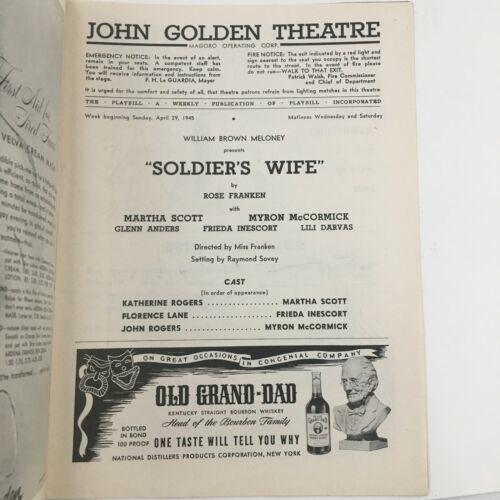 JOHN GOLDEN THEATRE
MAGORO OPERATING CORP.
EMERGENCY NOTICE: In the event of an alert,
remain in your seats. A competent staff has
been trained for this emergency. Keep calm.
You will receive information and instructions
from the stage. F. H. La GUARDIA, Mayor
FIRE NOTICE: The exit indicated by a red light and
sign nearest to the seat you occupy is the shortest
route to the street. In the event of fire please
do not run—WALK TO THAT EXIT.
Patrick Walsh, Fire Commissioner
and Chief of Department
It is urged for the comfort and safety of all, that theatre patrons refrain from lighting matches in this theatre.
THE · PLAYBILL · A · WEEKLY · PUBLICATION · OF · PLAYBILL · INCORPORATED
Week beginning Sunday, April 29, 1945 • Matinees Wednesday and Saturday
WILLIAM BROWN MELONEY
presents
"SOLDIER'S WIFE"
by
ROSE FRANKEN
with
MARTHA SCOTT MYRON McCORMICK
GLENN ANDERS FRIEDA INESCORT LILI DARVAS
Directed by Miss Franken
Setting by Raymond Sovey
CAST
(In order of appearance)
KATHERINE ROGERS ................ MARTHA SCOTT
FLORENCE LANE ................... FRIEDA INESCORT
JOHN ROGERS .................. MYRON McCORMICK
ON GREAT OCCASIONS IN CONGENIAL COMPANY
OLD GRAND-DAD
KENTUCKY STRAIGHT BOURBON WHISKEY
Head of the Bourbon Family
BOTTLED
IN BOND
100 PROOF
ONE TASTE WILL TELL YOU WHY
NATIONAL DISTILLERS PRODUCTS CORPORATION, NEW YORK
VELVA CREAM MASK